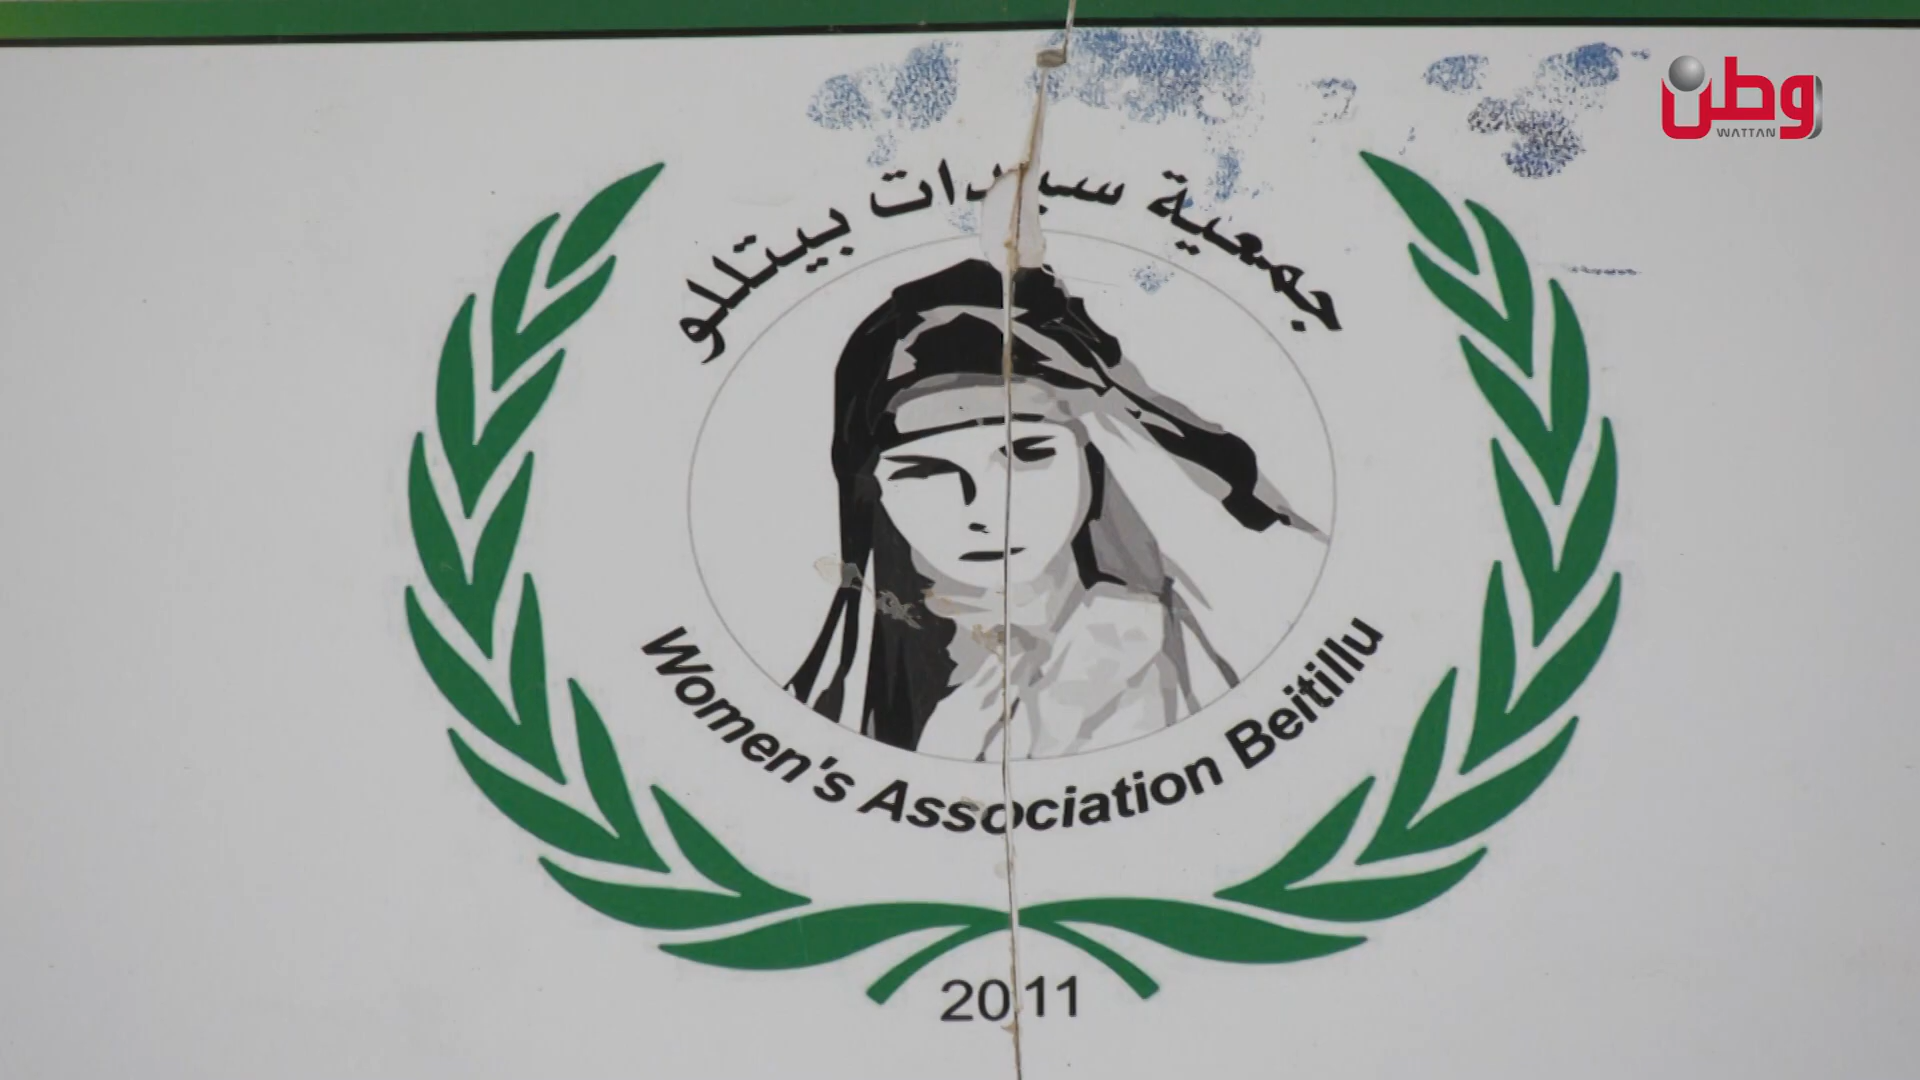 وطن
WATTAN
جمعية سيدات بيتللو
Women's Association Beitillu
2011